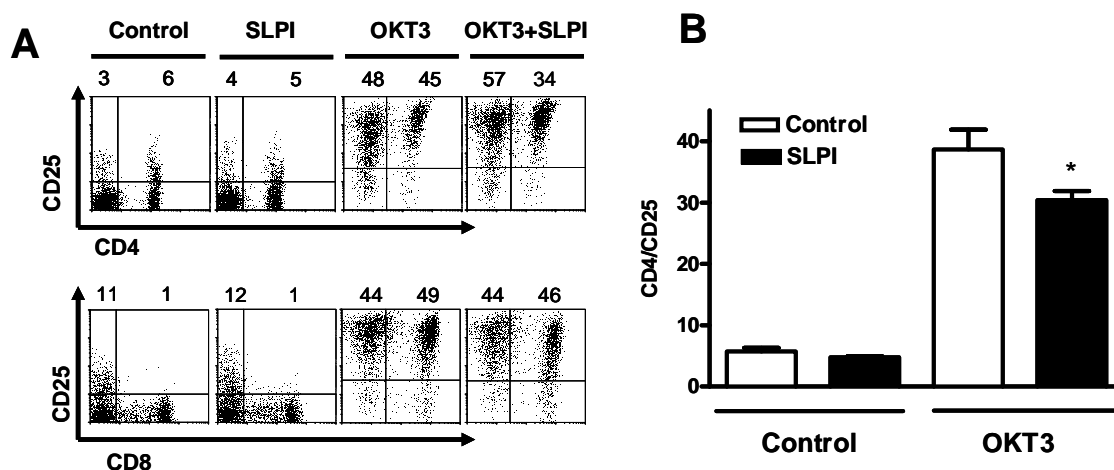 A
Control SLPI OKT3 OKT3+SLPI
3 6 4 5 48 45 57 34
CD25
CD4
11 1 12 1 44 49 44 46
CD25
CD8
B
Control
SLPI
*
40
30
20
10
0
CD4/CD25
Control OKT3